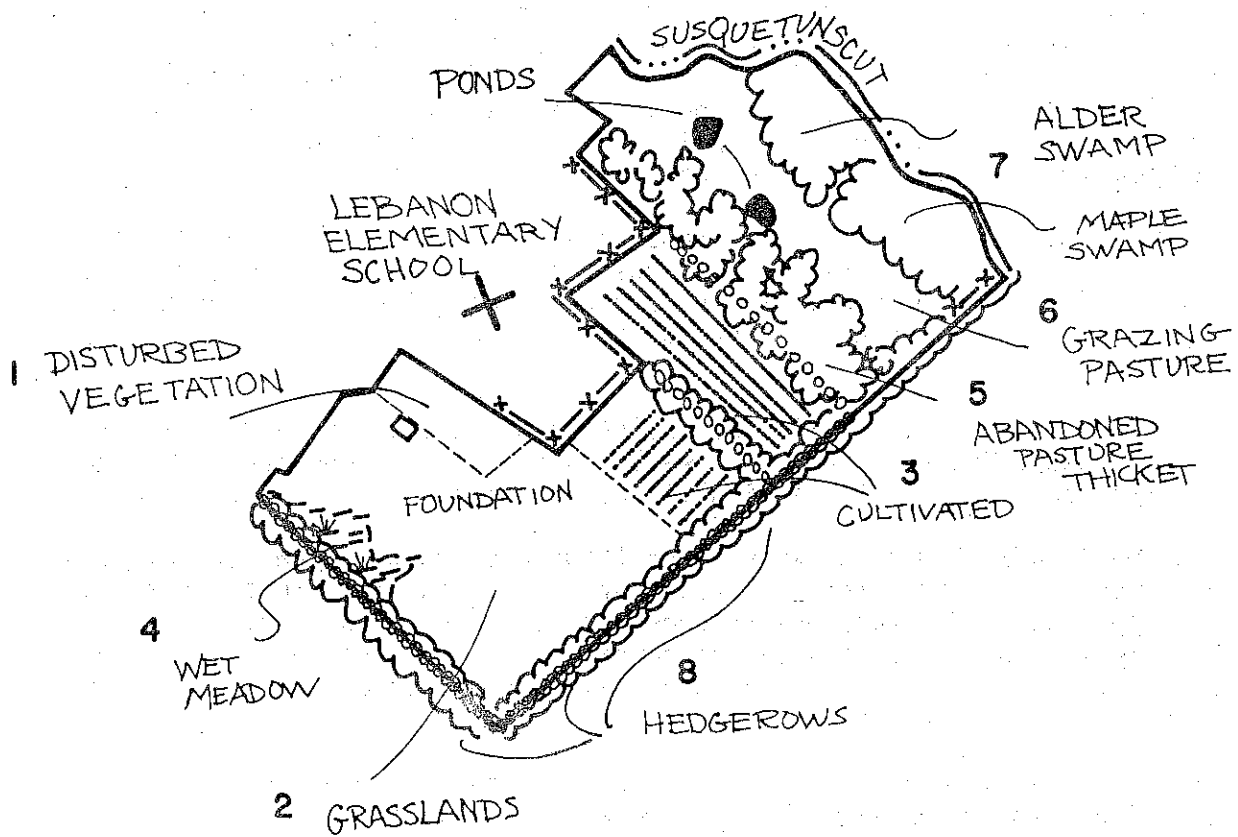 SUSQUETUNSCUT
PONDS
ALDER
SWAMP
7
MAPLE
SWAMP
LEBANON
ELEMENTARY
SCHOOL
6
GRAZING
PASTURE
1 DISTURBED
VEGETATION
5
ABANDONED
PASTURE
THICKET
3
CULTIVATED
FOUNDATION
4
WET
MEADOW
8
HEDGEROWS
2 GRASSLANDS